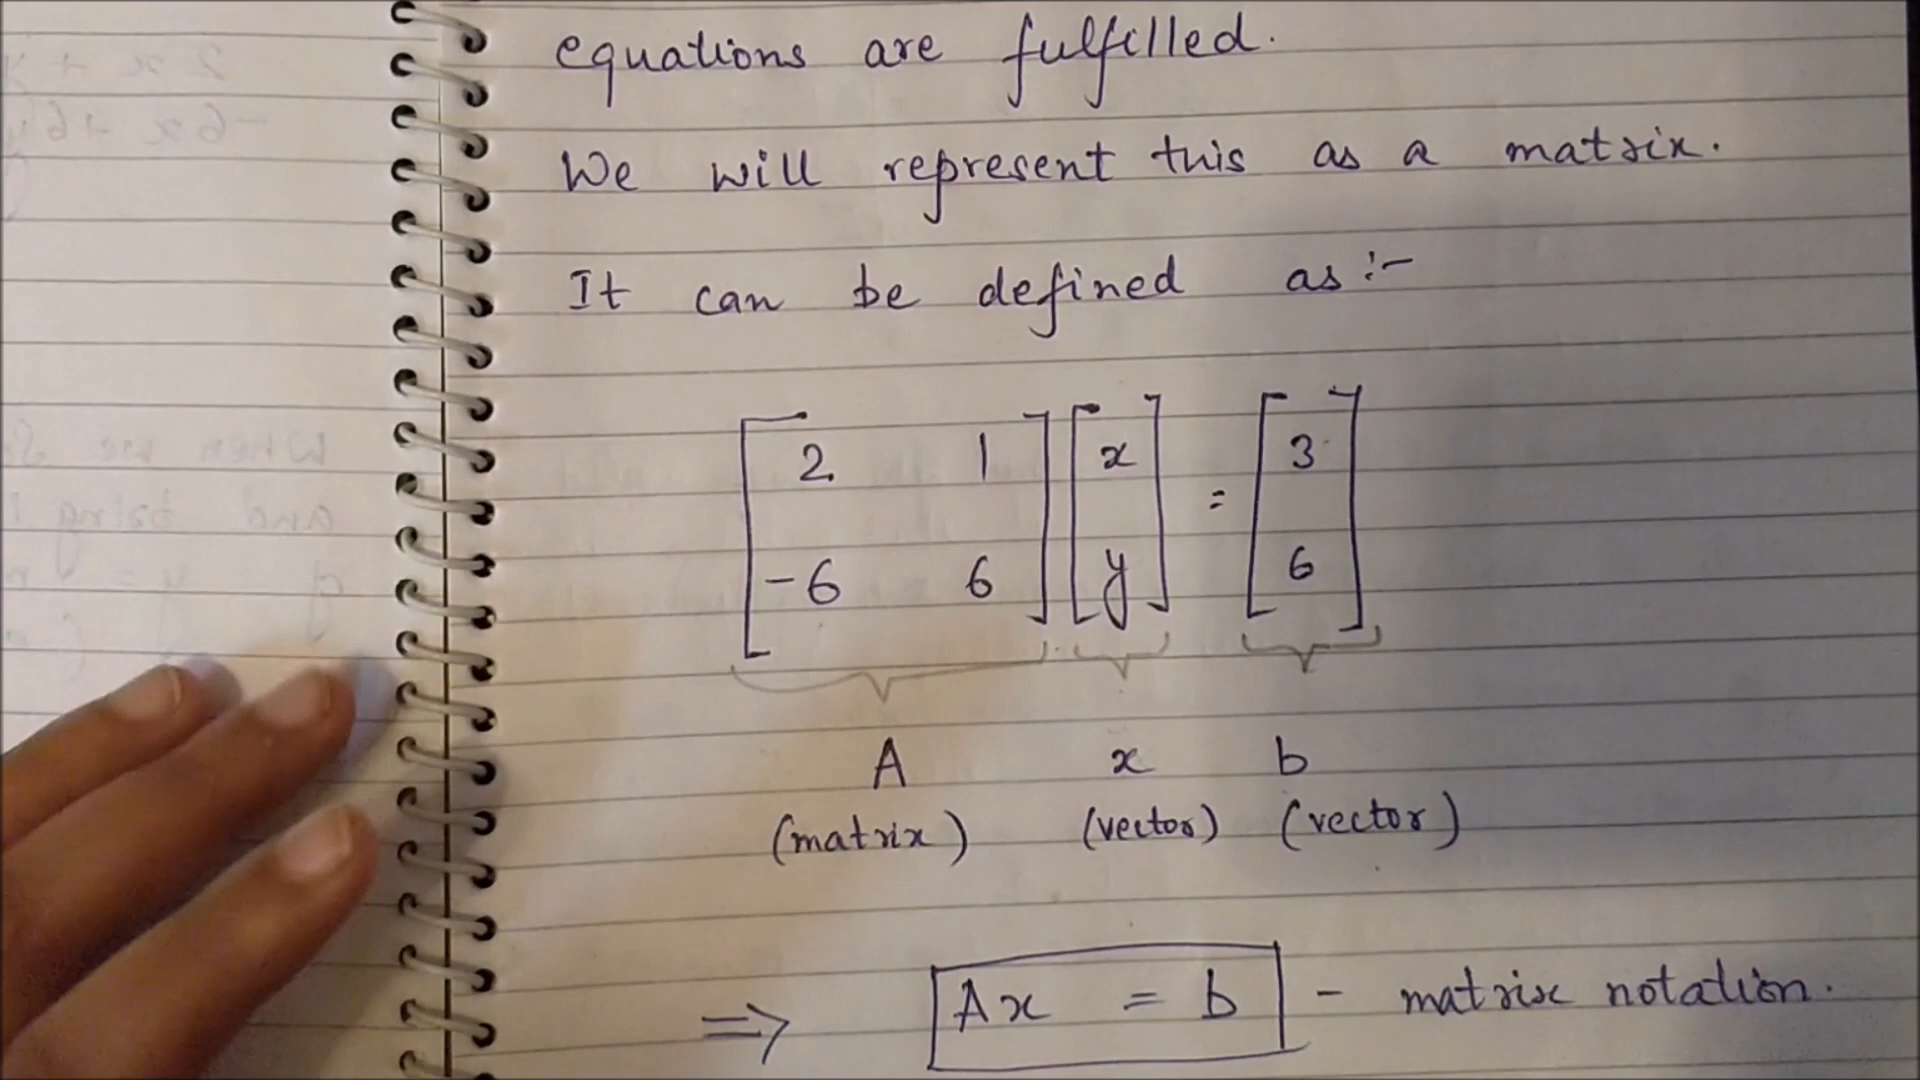 equations are fulfilled.
We will represent this as a matrix.
It can be defined as :-
[ 2 1 ] [ x ] = [ 3 ]
[ -6 6 ] [ y ] [ 6 ]
A x b
(matrix) (vector) (vector)
⇒ Ax = b - matrix notation.